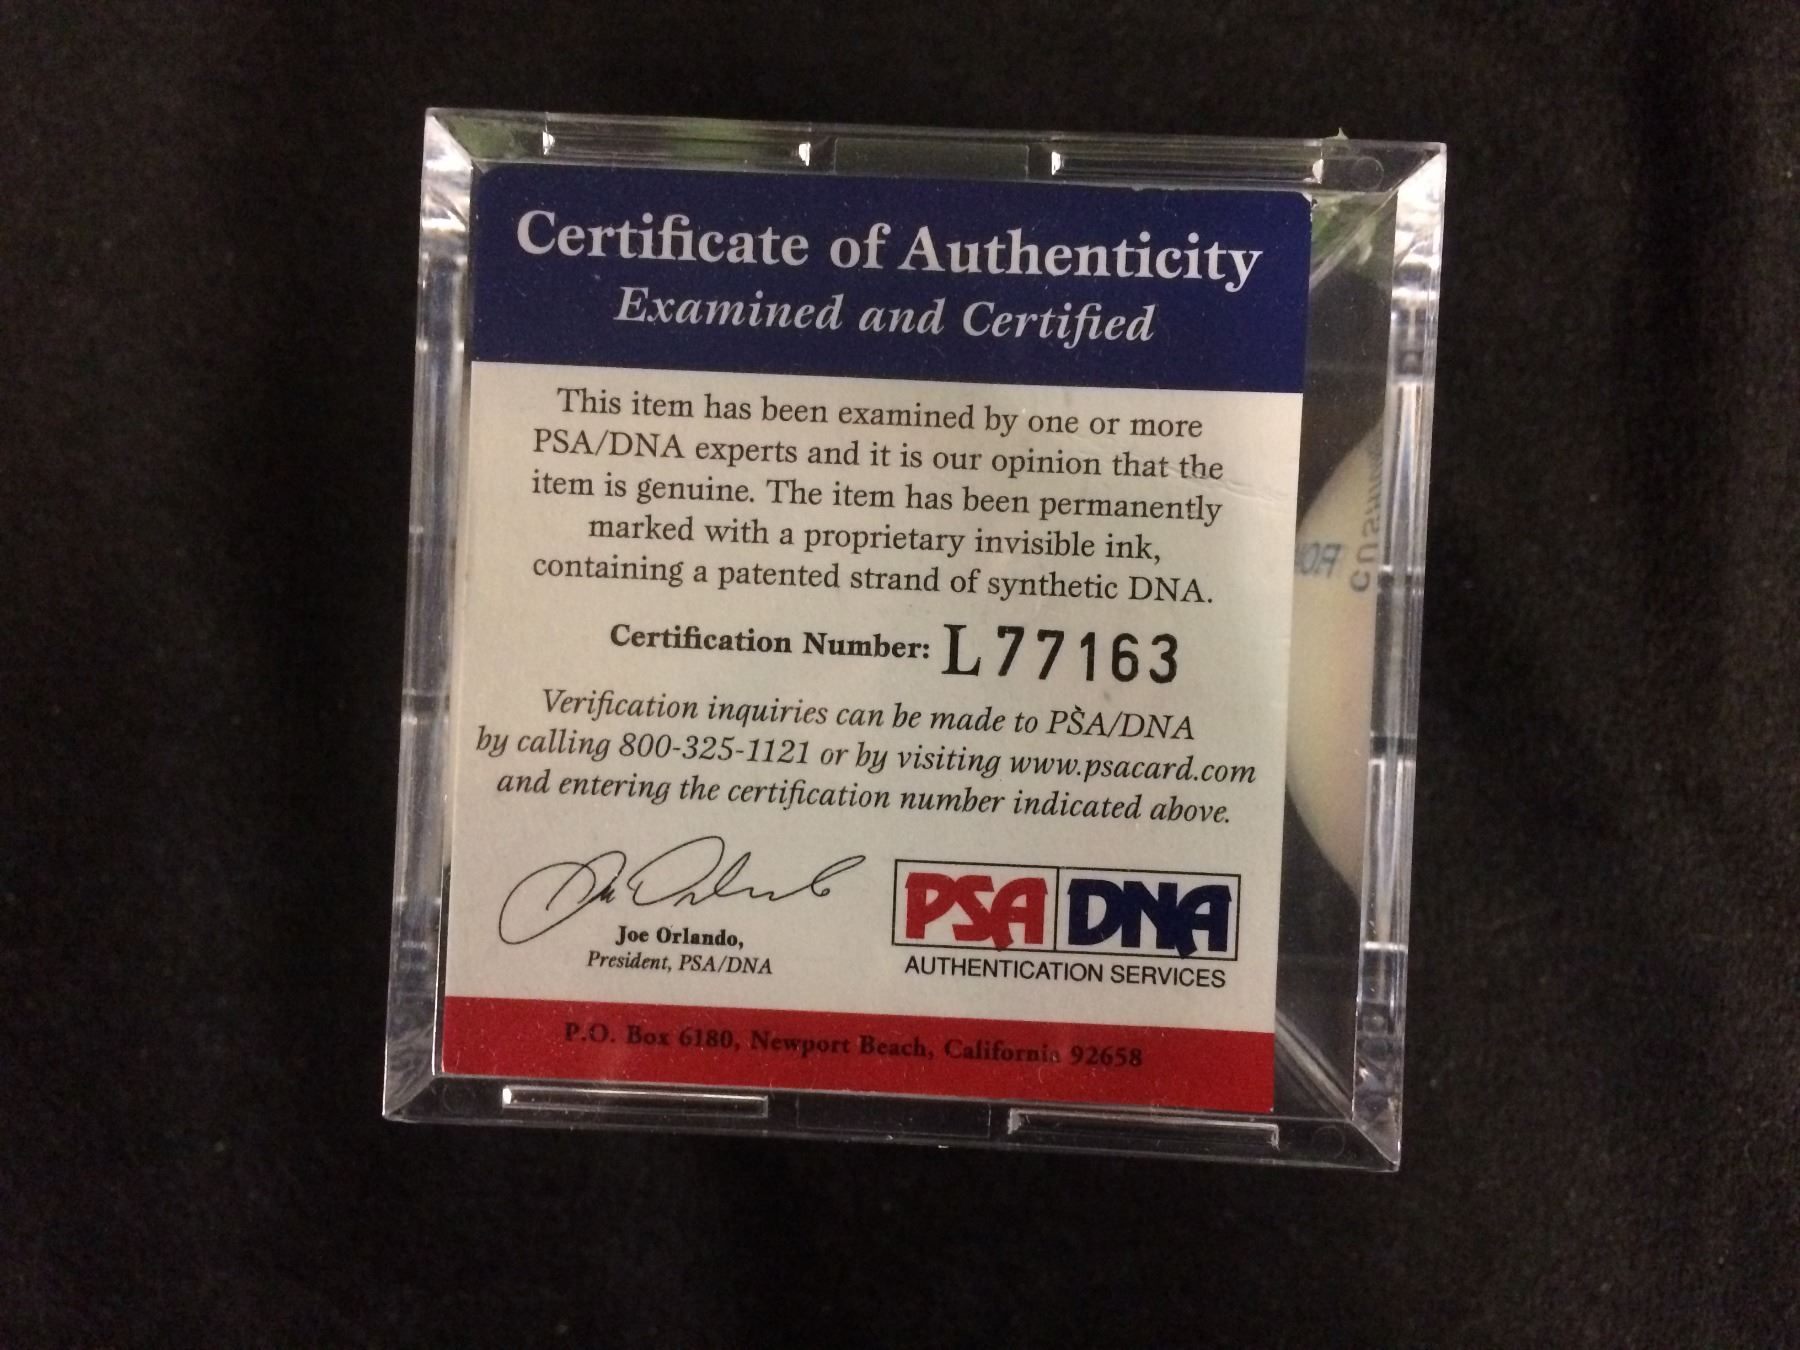 Certificate of Authenticity
Examined and Certified
This item has been examined by one or more
PSA/DNA experts and it is our opinion that the
item is genuine. The item has been permanently
marked with a proprietary invisible ink,
containing a patented strand of synthetic DNA.
Certification Number: L77163
Verification inquiries can be made to PSA/DNA
by calling 800-325-1121 or by visiting www.psacard.com
and entering the certification number indicated above.
Joe Orlando,
President, PSA/DNA
PSA DNA
AUTHENTICATION SERVICES
P.O. Box 6180, Newport Beach, California 92658